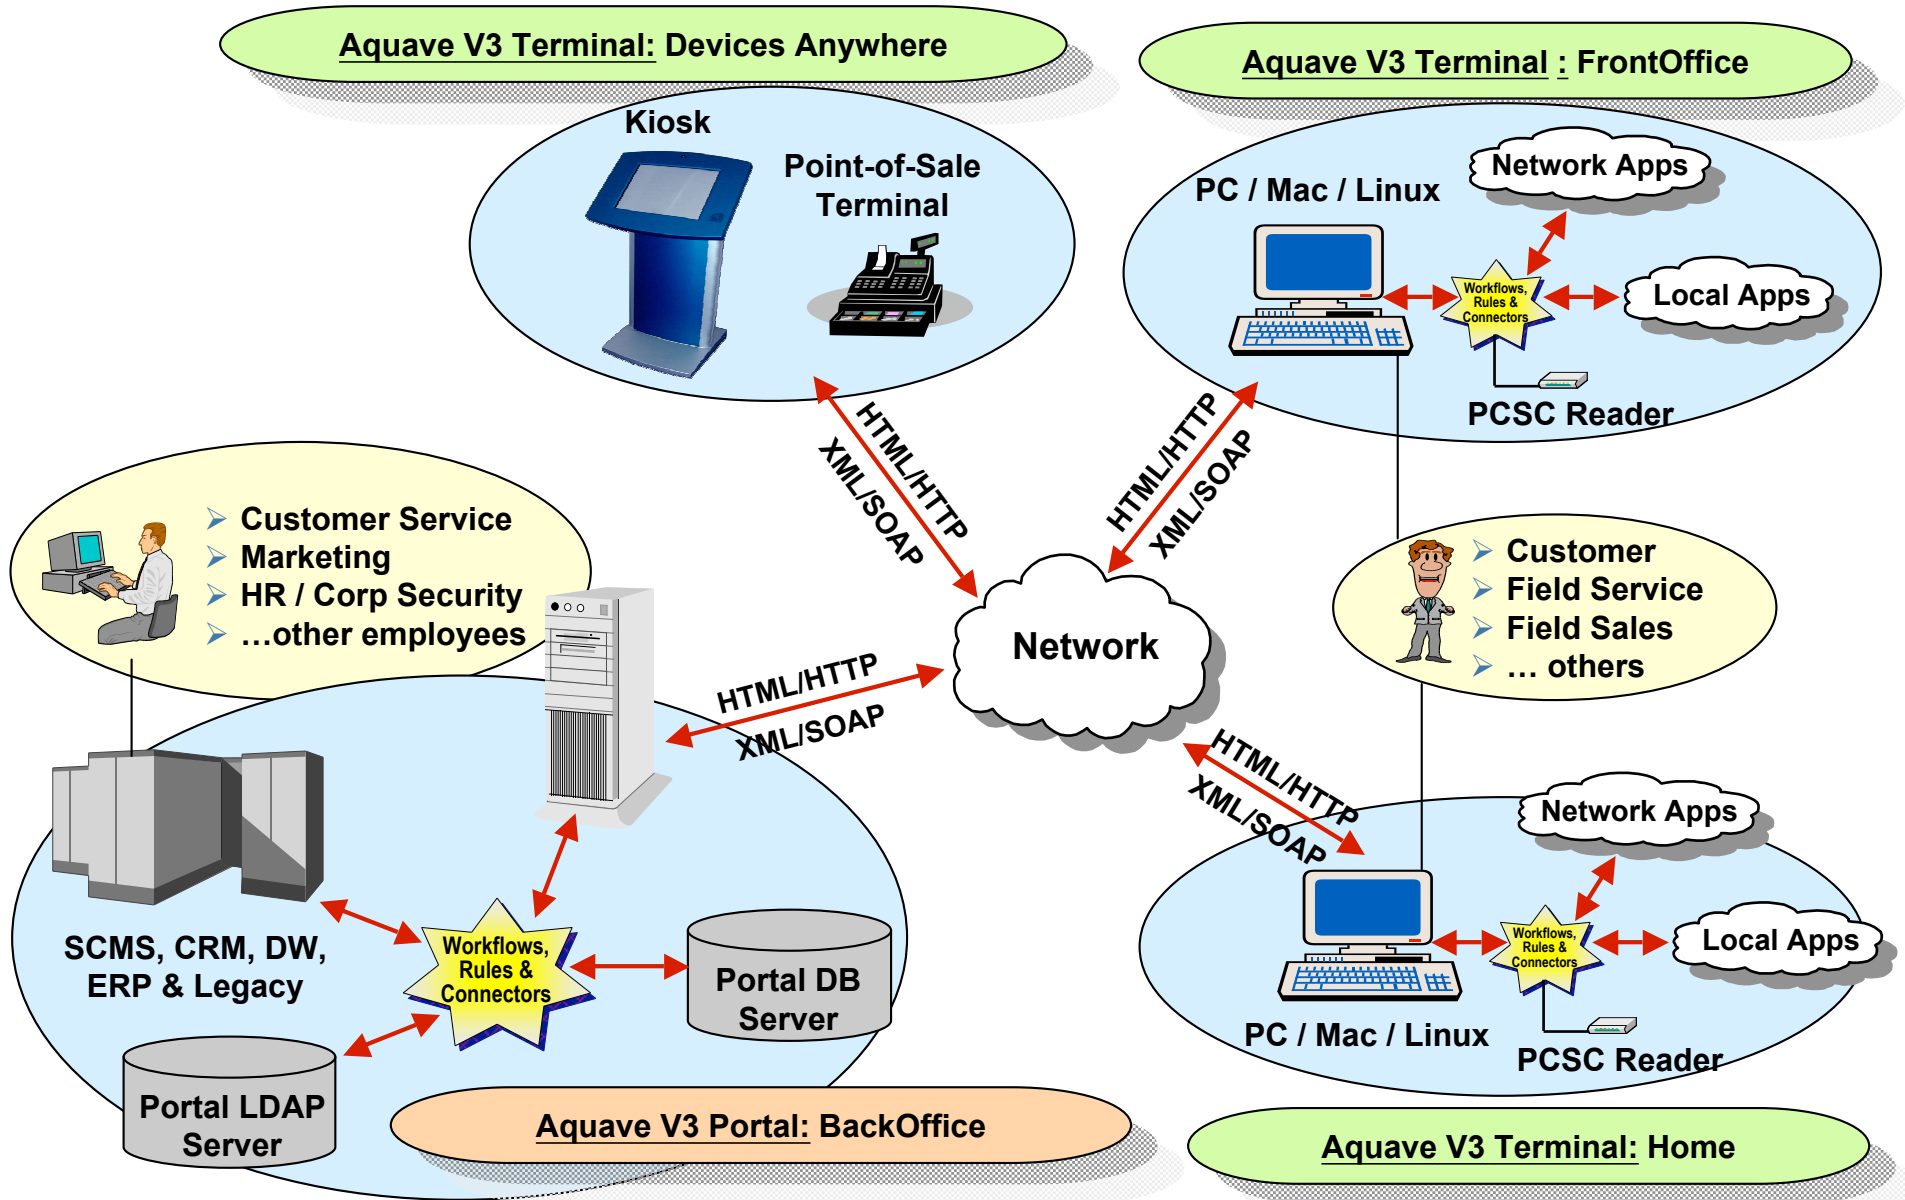 Aquave V3 Terminal: Devices Anywhere
Aquave V3 Terminal : FrontOffice
Kiosk
Point-of-Sale
Terminal
PC / Mac / Linux
Network Apps
Local Apps
Workflows,
Rules &
Connectors
PCSC Reader
HTML/HTTP
XML/SOAP
HTML/HTTP
XML/SOAP
Customer Service
Marketing
HR / Corp Security
…other employees
Customer
Field Service
Field Sales
… others
Network
HTML/HTTP
XML/SOAP
HTML/HTTP
XML/SOAP
SCMS, CRM, DW,
ERP & Legacy
Workflows,
Rules &
Connectors
Portal DB
Server
Portal LDAP
Server
Network Apps
Local Apps
Workflows,
Rules &
Connectors
PC / Mac / Linux
PCSC Reader
Aquave V3 Portal: BackOffice
Aquave V3 Terminal: Home